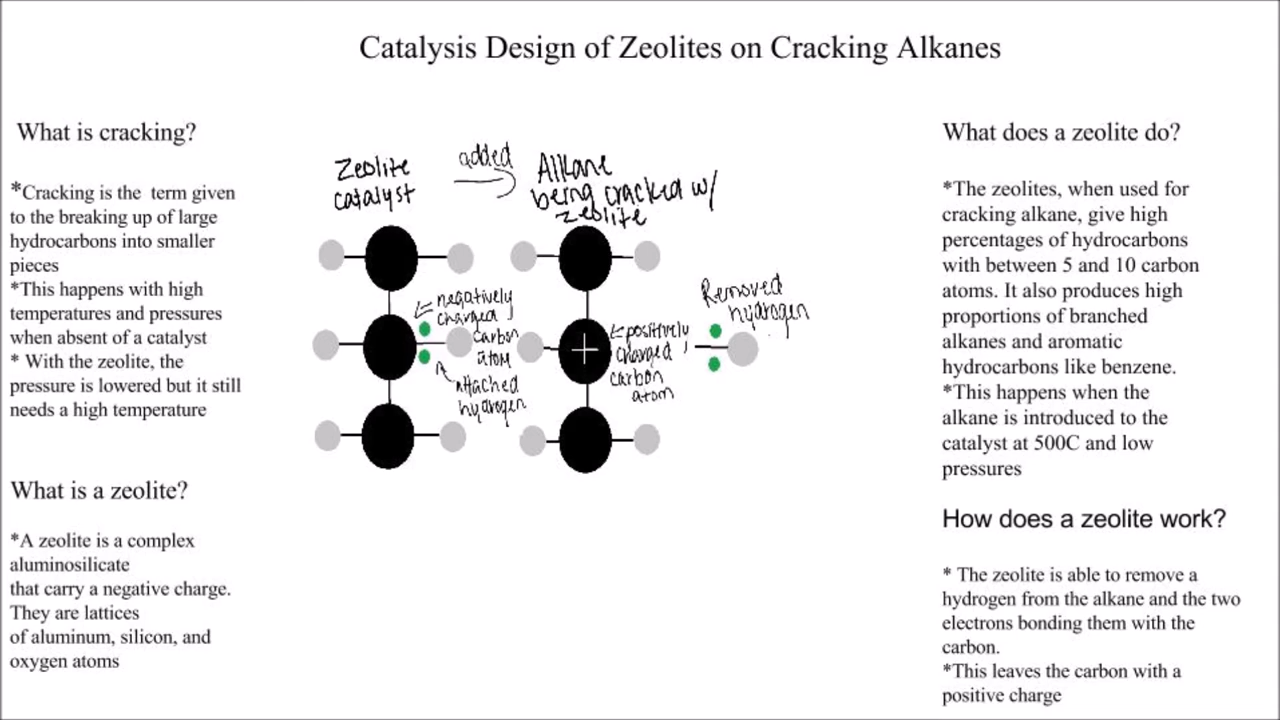 Catalysis Design of Zeolites on Cracking Alkanes
What is cracking?
*Cracking is the term given
to the breaking up of large
hydrocarbons into smaller
pieces
*This happens with high
temperatures and pressures
when absent of a catalyst
* With the zeolite, the
pressure is lowered but it still
needs a high temperature
What is a zeolite?
*A zeolite is a complex
aluminosilicate
that carry a negative charge.
They are lattices
of aluminum, silicon, and
oxygen atoms
Zeolite
catalyst
added
Alkane
being cracked w/
zeolite
negatively
charged
carbon
atom
attached
hydrogen
positively
charged
carbon
atom
Removed
hydrogen
What does a zeolite do?
*The zeolites, when used for
cracking alkane, give high
percentages of hydrocarbons
with between 5 and 10 carbon
atoms. It also produces high
proportions of branched
alkanes and aromatic
hydrocarbons like benzene.
*This happens when the
alkane is introduced to the
catalyst at 500C and low
pressures
How does a zeolite work?
* The zeolite is able to remove a
hydrogen from the alkane and the two
electrons bonding them with the
carbon.
*This leaves the carbon with a
positive charge